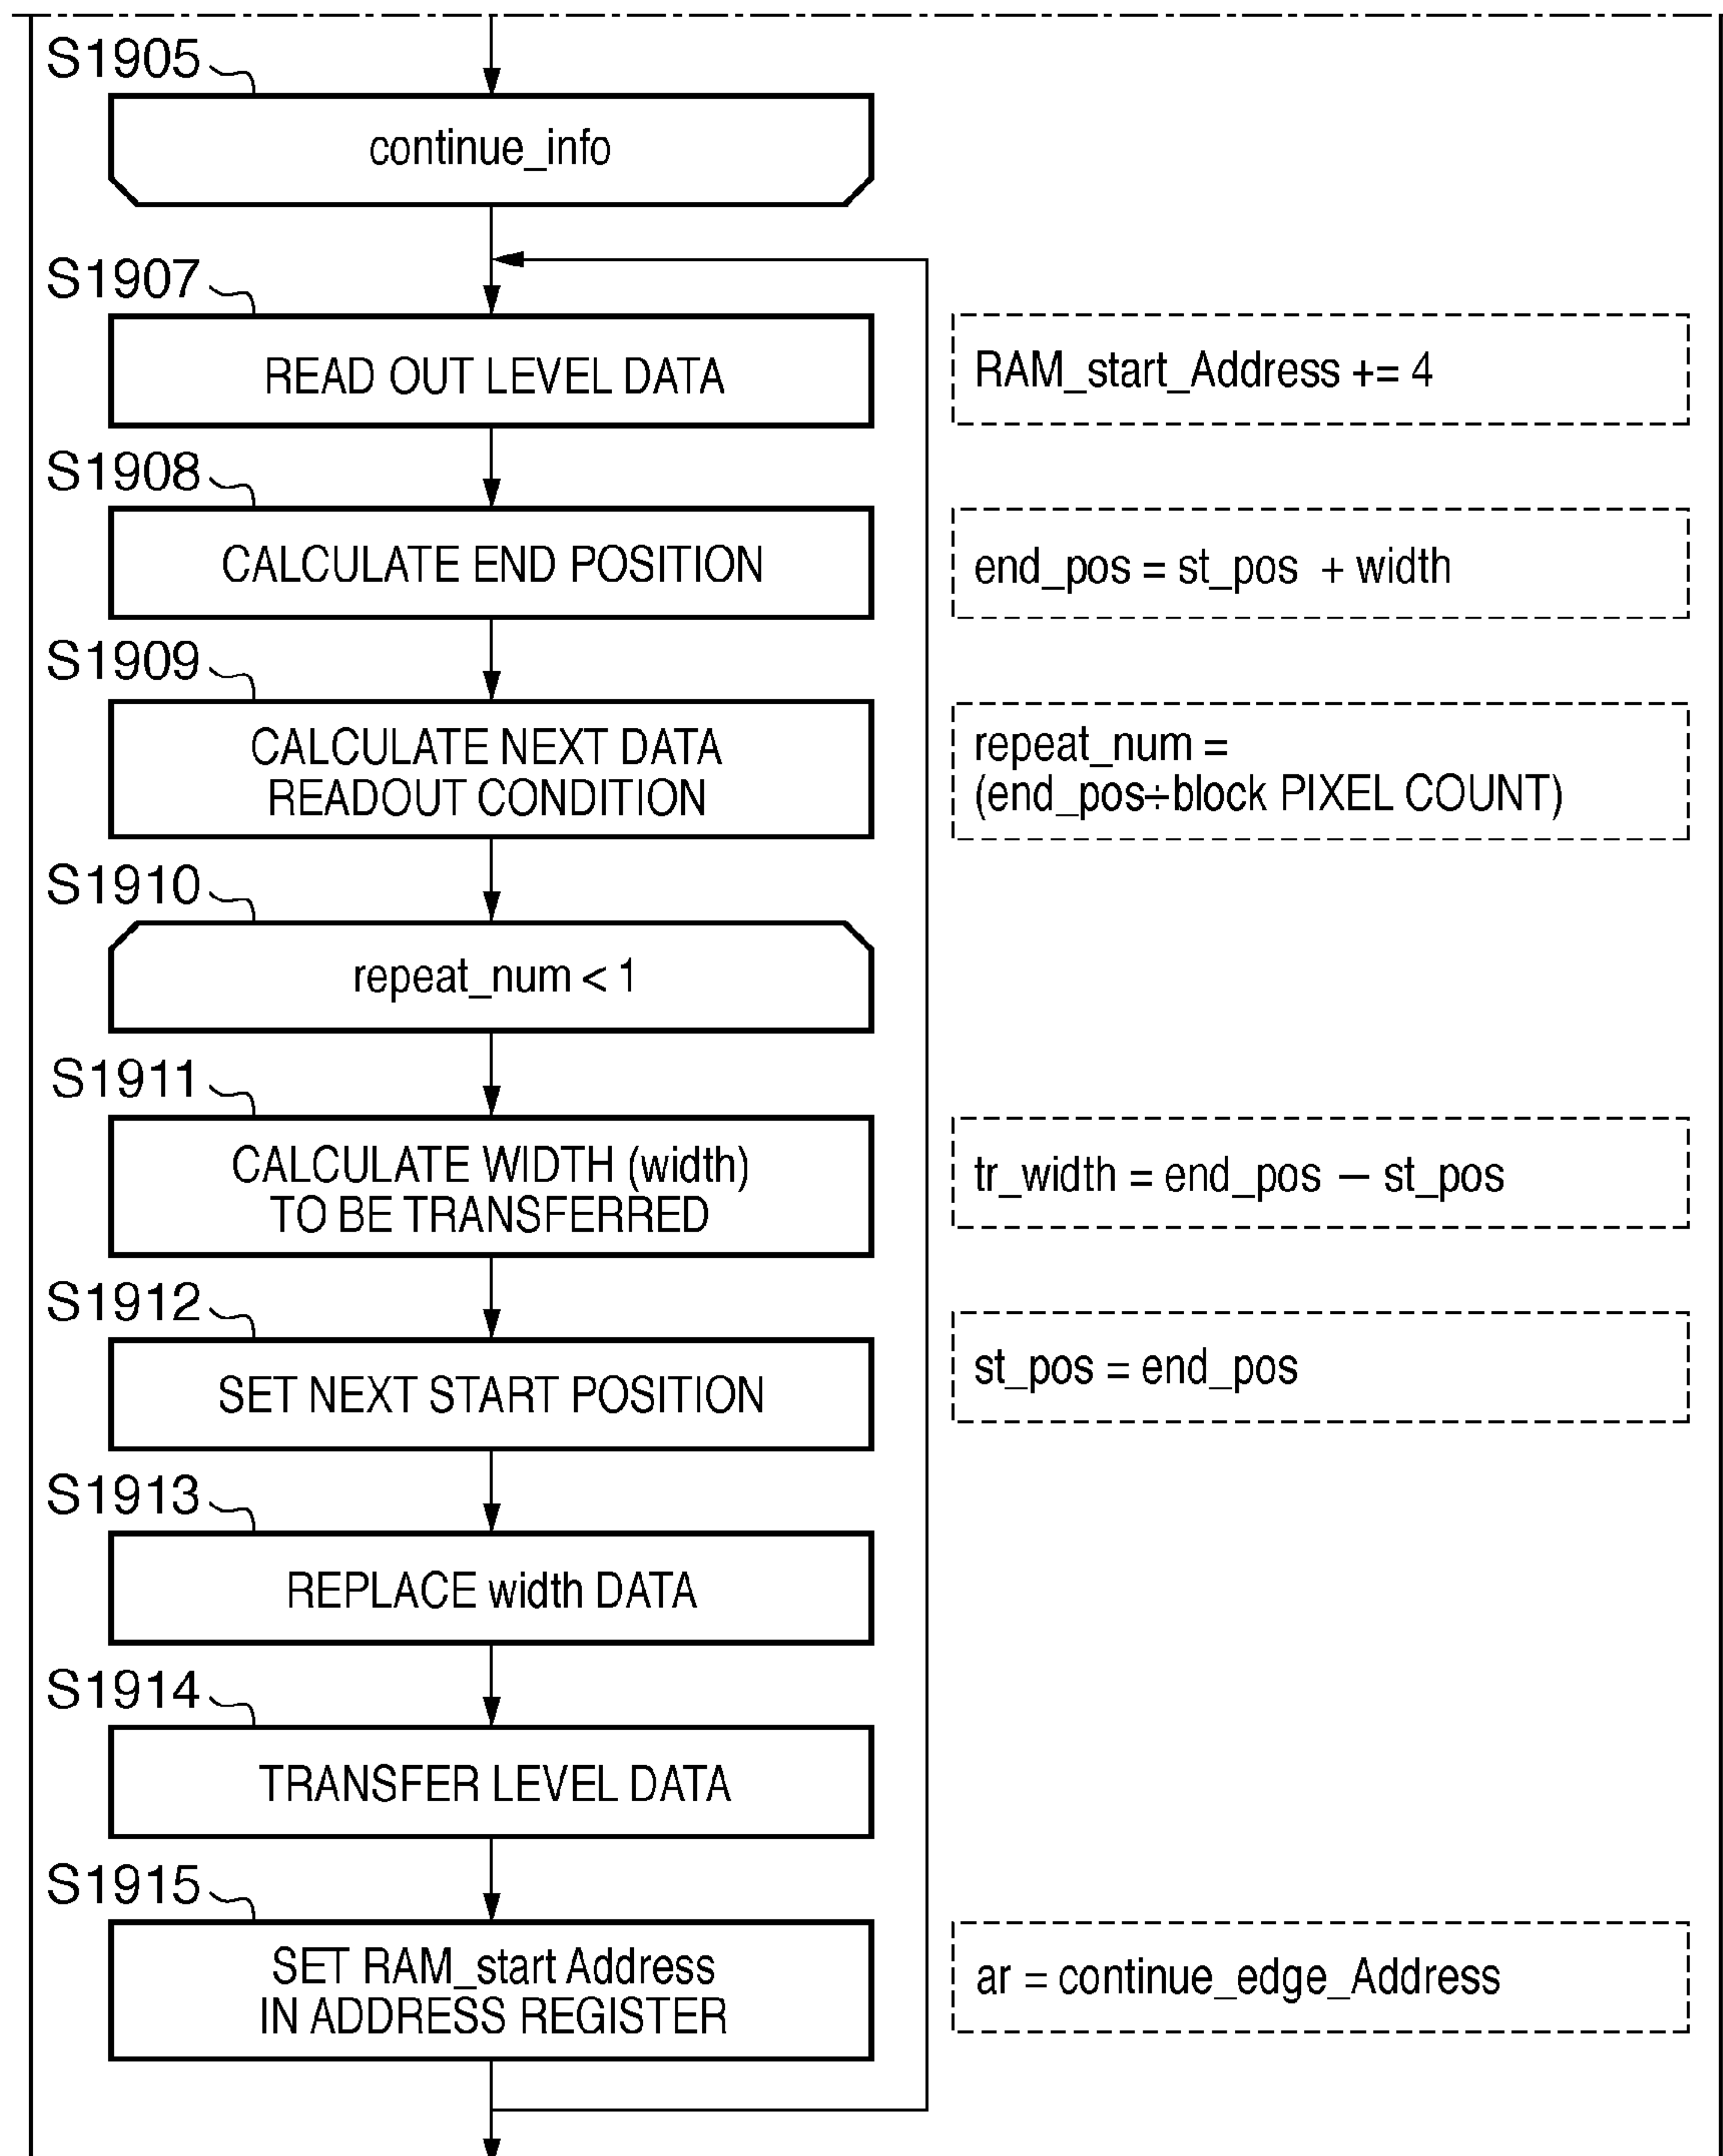 S1905
continue_info
S1907
READ OUT LEVEL DATA
RAM_start_Address += 4
S1908
CALCULATE END POSITION
end_pos = st_pos + width
S1909
CALCULATE NEXT DATA
READOUT CONDITION
repeat_num =
(end_pos÷block PIXEL COUNT)
S1910
repeat_num < 1
S1911
CALCULATE WIDTH (width)
TO BE TRANSFERRED
tr_width = end_pos — st_pos
S1912
SET NEXT START POSITION
st_pos = end_pos
S1913
REPLACE width DATA
S1914
TRANSFER LEVEL DATA
S1915
SET RAM_start Address
IN ADDRESS REGISTER
ar = continue_edge_Address